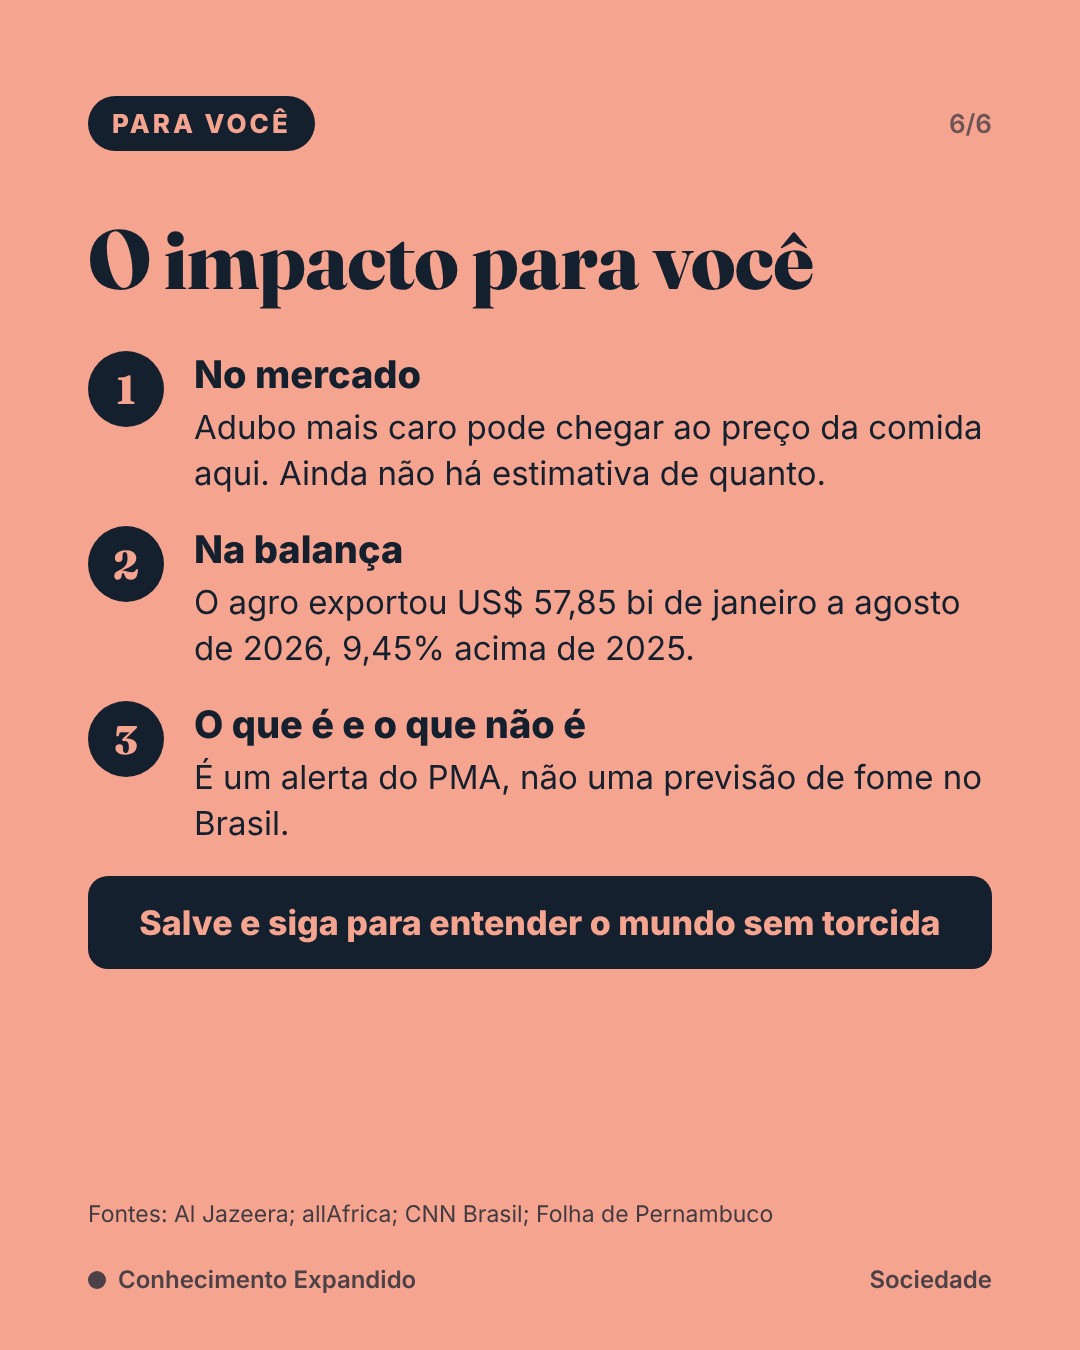 PARA VOCÊ
6/6
O impacto para você
1
No mercado
Adubo mais caro pode chegar ao preço da comida
aqui. Ainda não há estimativa de quanto.
2
Na balança
O agro exportou US$ 57,85 bi de janeiro a agosto
de 2026, 9,45% acima de 2025.
3
O que é e o que não é
É um alerta do PMA, não uma previsão de fome no
Brasil.
Salve e siga para entender o mundo sem torcida
Fontes: Al Jazeera; allAfrica; CNN Brasil; Folha de Pernambuco
Conhecimento Expandido
Sociedade